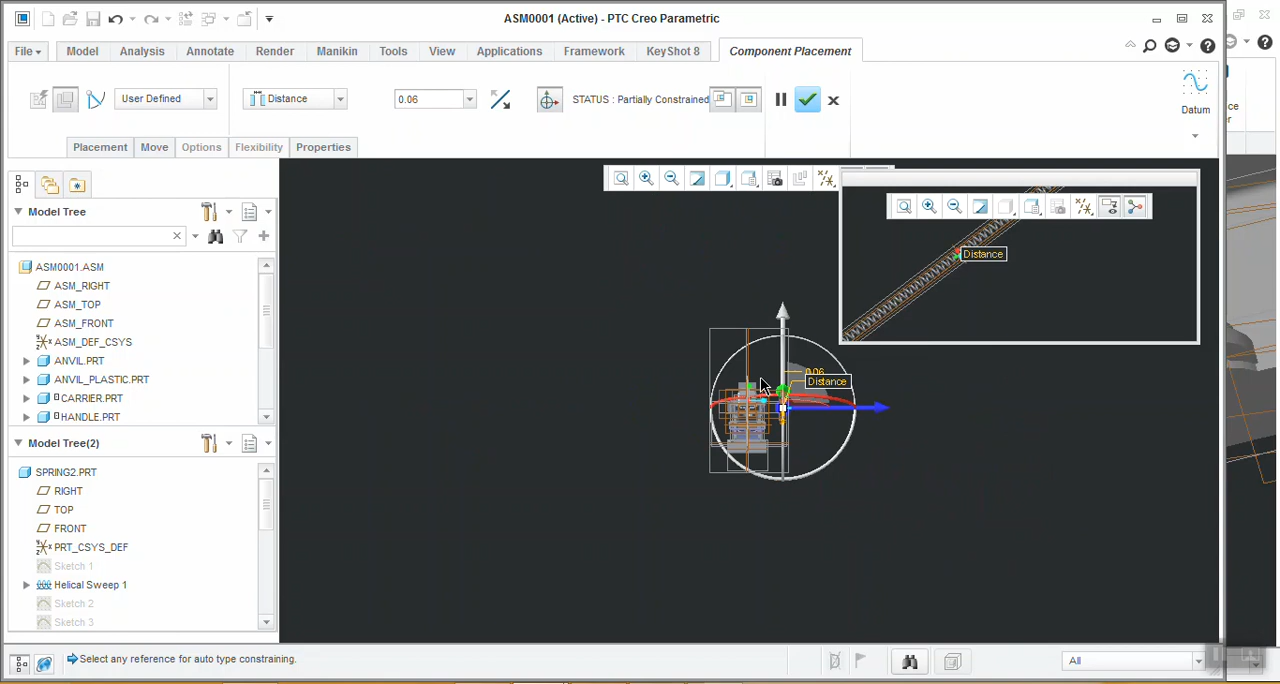 ASM0001 (Active) - PTC Creo Parametric
File Model Analysis Annotate Render Manikin Tools View Applications Framework KeyShot 8 Component Placement
User Defined Distance 0.06 STATUS : Partially Constrained Datum
Placement Move Options Flexibility Properties
Model Tree
ASM0001.ASM
ASM_RIGHT
ASM_TOP
ASM_FRONT
ASM_DEF_CSYS
ANVIL.PRT
ANVIL_PLASTIC.PRT
CARRIER.PRT
HANDLE.PRT
Model Tree(2)
SPRING2.PRT
RIGHT
TOP
FRONT
PRT_CSYS_DEF
Sketch 1
Helical Sweep 1
Sketch 2
Sketch 3
Distance
0.06
Distance
Select any reference for auto type constraining.
All